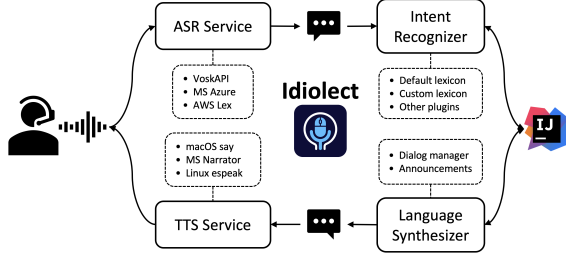 ASR Service
Intent
Recognizer
VoskAPI
MS Azure
AWS Lex
Idiolect
Default lexicon
Custom lexicon
Other plugins
IJ
macOS say
MS Narrator
Linux espeak
Dialog manager
Announcements
TTS Service
Language
Synthesizer